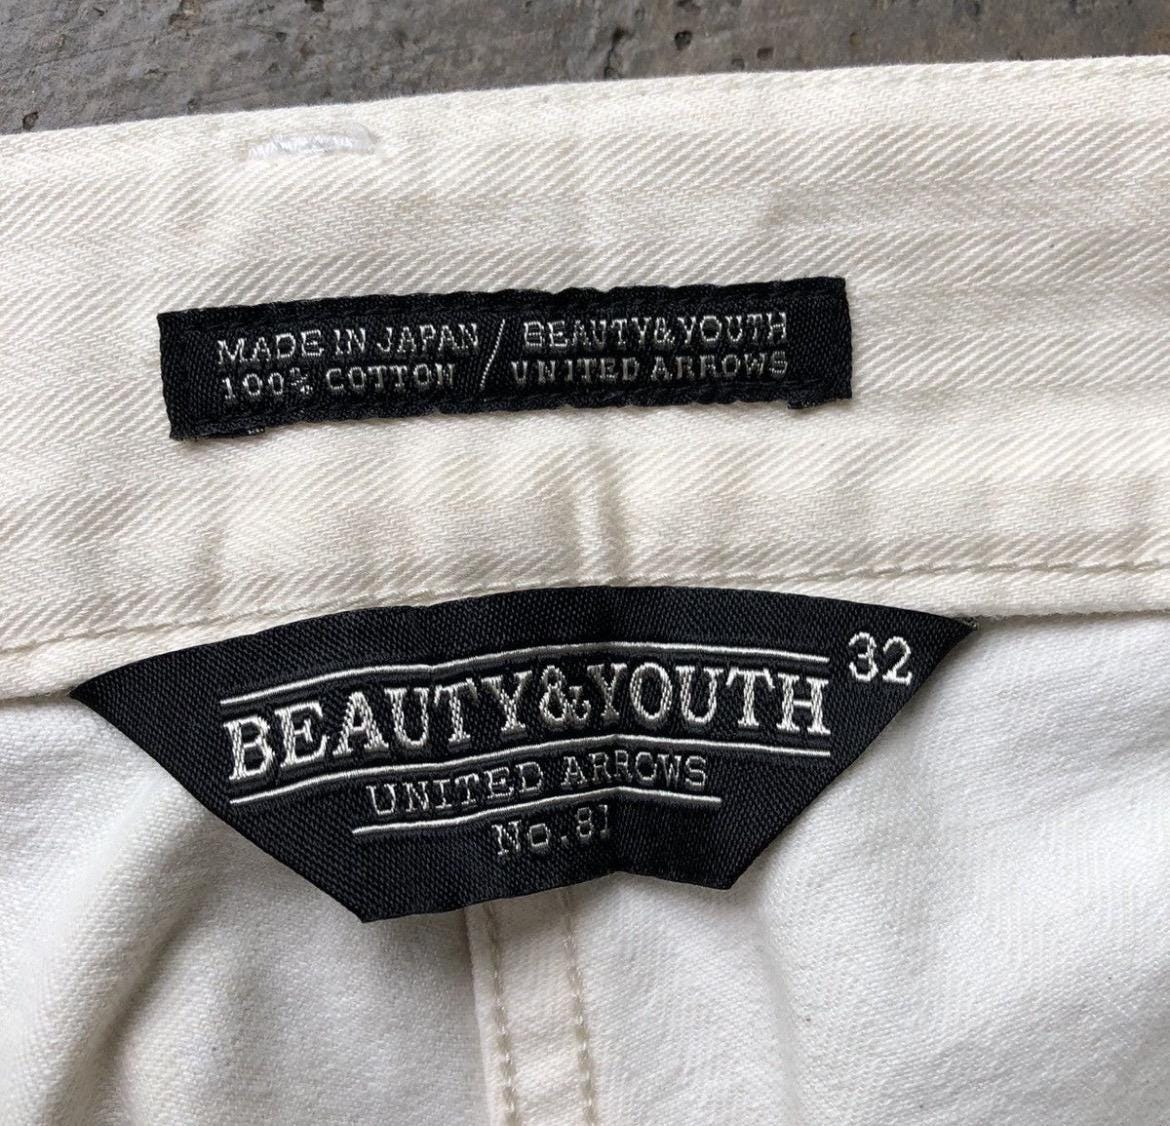 MADE IN JAPAN / BEAUTY&YOUTH
100% COTTON / UNITED ARROWS
32
BEAUTY&YOUTH
UNITED ARROWS
No.81